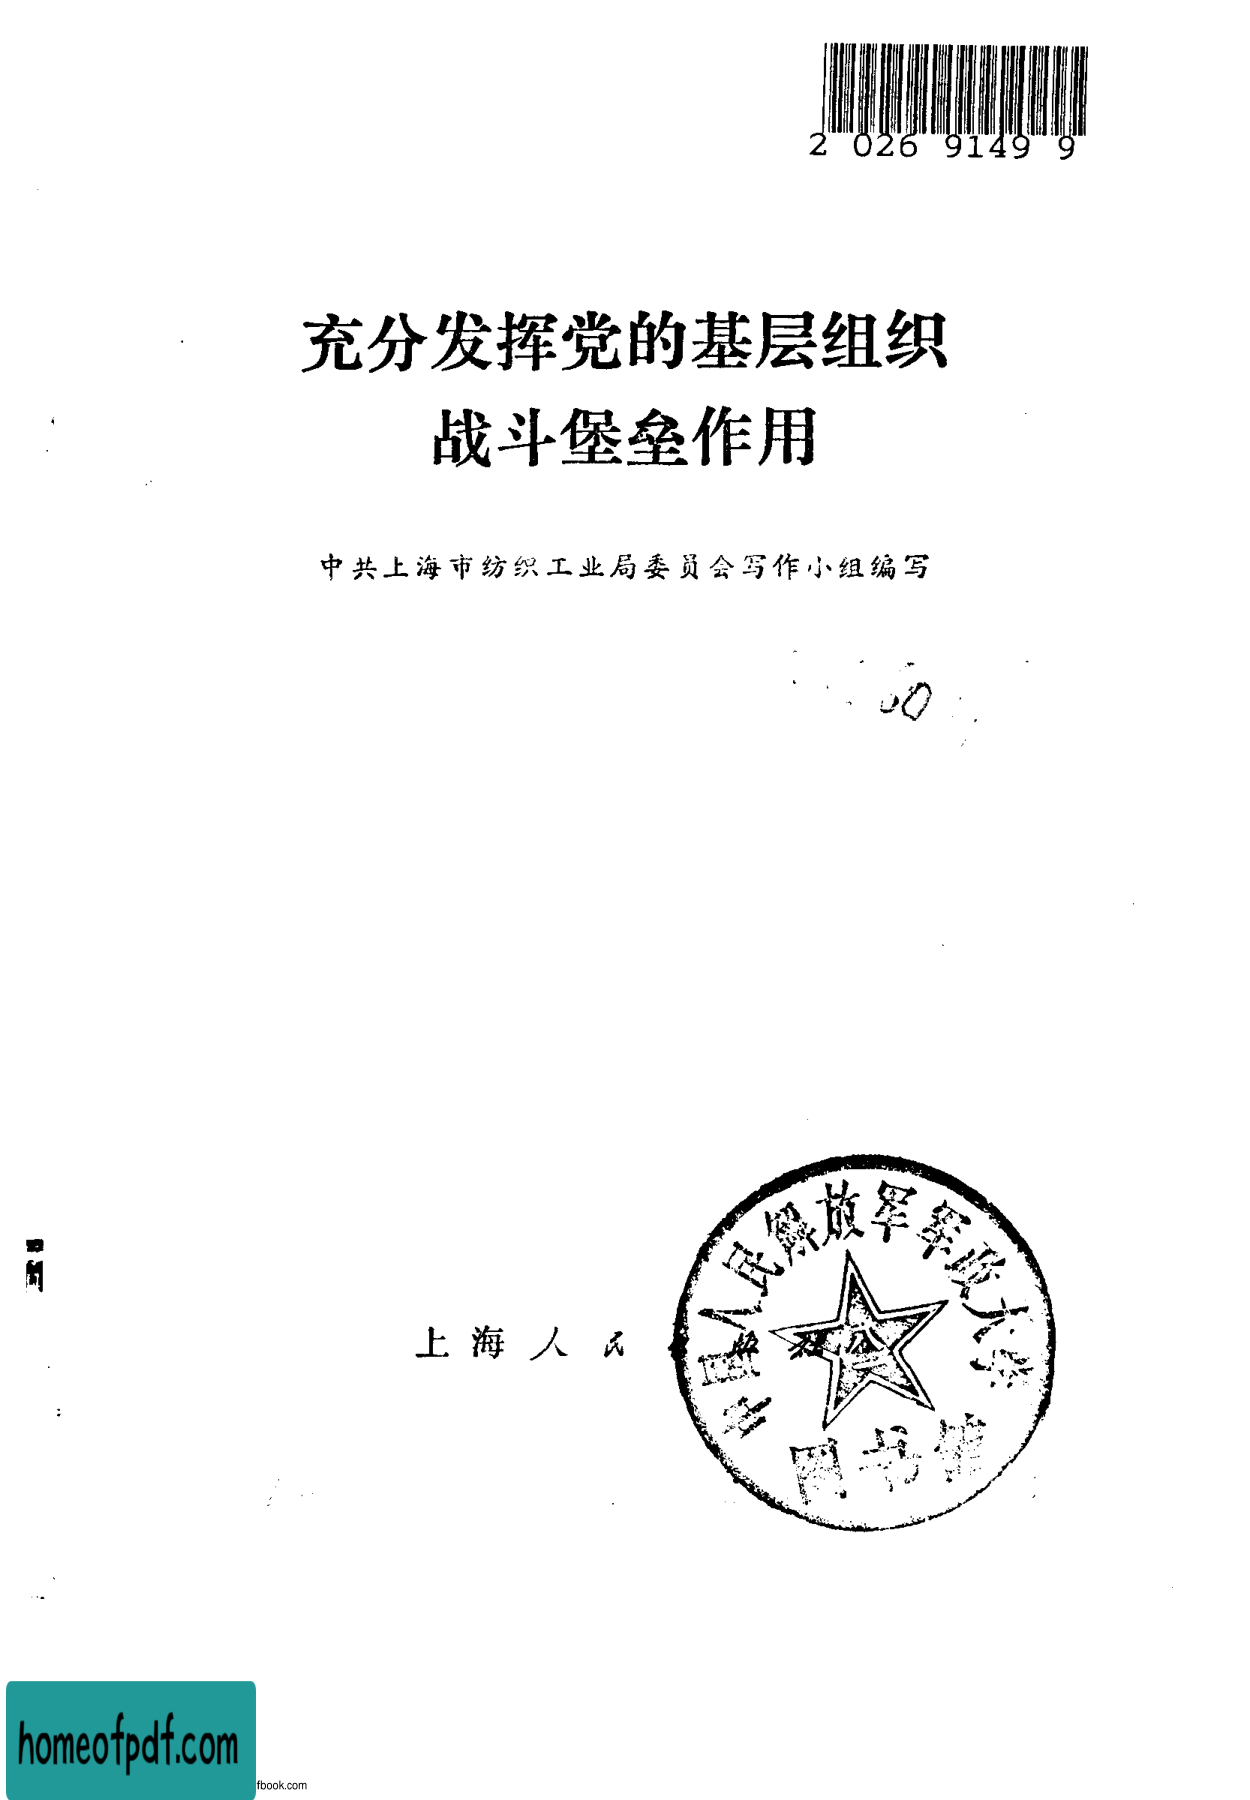 2 026 9149 9
充分发挥党的基层组织
战斗堡垒作用
中共上海市纺织工业局委员会写作小组编写
上海人民出版社
中国人民解放军军政大学
图书馆
homeofpdf.com
fbook.com